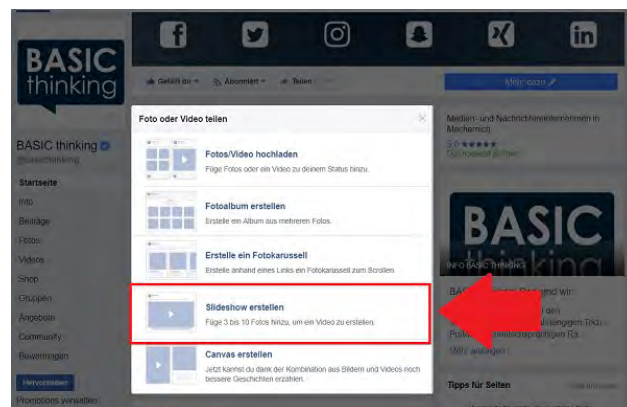 BASIC
thinking
Gefällt dir
Abonniert
Teilen
Mehr dazu
Foto oder Video teilen
Fotos/Video hochladen
Füge Fotos oder ein Video zu deinem Status hinzu.
Fotoalbum erstellen
Erstelle ein Album aus mehreren Fotos.
Erstelle ein Fotokarussell
Erstelle anhand eines Links ein Fotokarussell zum Scrollen
Slideshow erstellen
Füge 3 bis 10 Fotos hinzu, um ein Video zu erstellen.
Canvas erstellen
Jetzt kannst du dank der Kombination aus Bildern und Videos noch
bessere Geschichten erzählen.
BASIC thinking
@basicthinking
Startseite
Info
Beiträge
Fotos
Videos
Shop
Gruppen
Angebote
Community
Bewertungen
Hervorheben
Promotions verwalten
Medien- und Nachrichtenunternehmen in
Mechernich
5,0 ★★★★★
BASIC
thinking
INFO BASIC THINKING
Mehr anzeigen
Tipps für Seiten